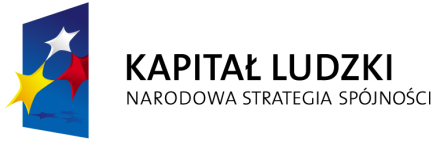 KAPITAŁ LUDZKI
NARODOWA STRATEGIA SPÓJNOŚCI